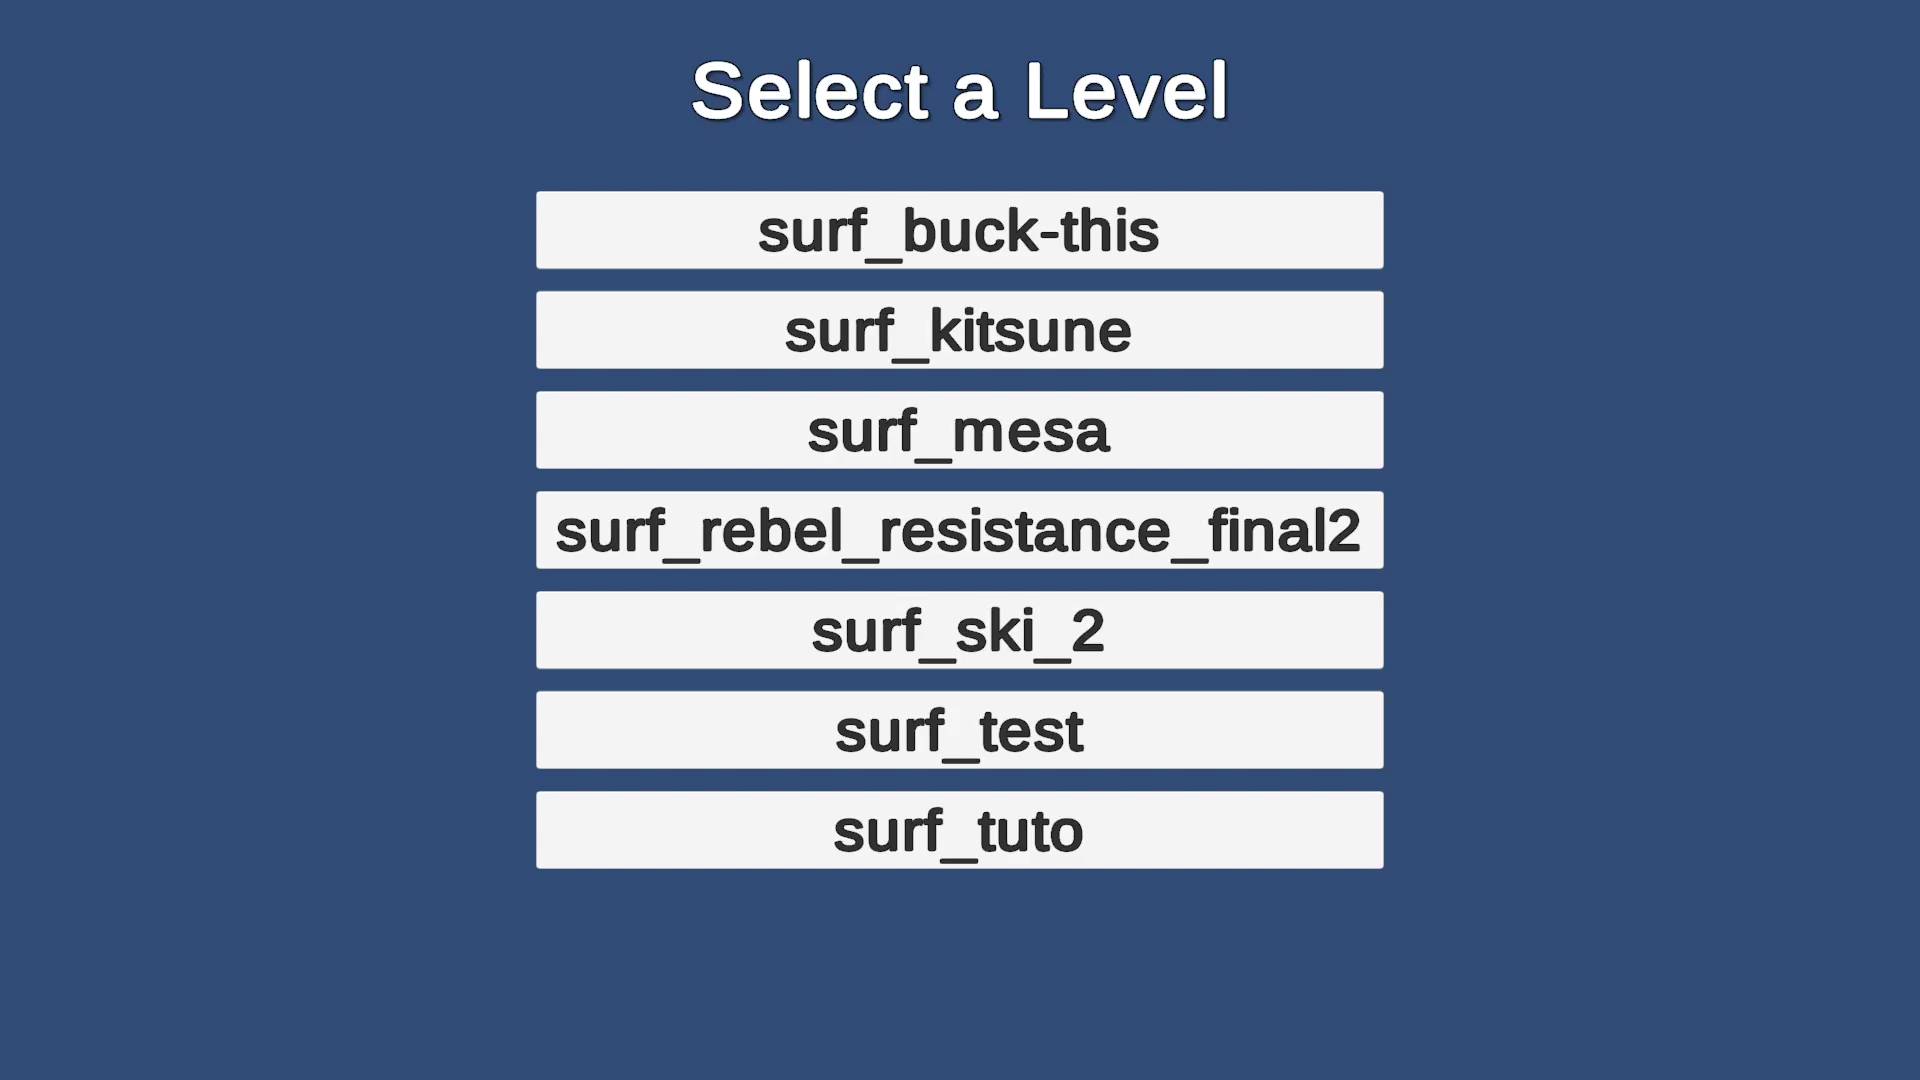 Select a Level
surf_buck-this
surf_kitsune
surf_mesa
surf_rebel_resistance_final2
surf_ski_2
surf_test
surf_tuto